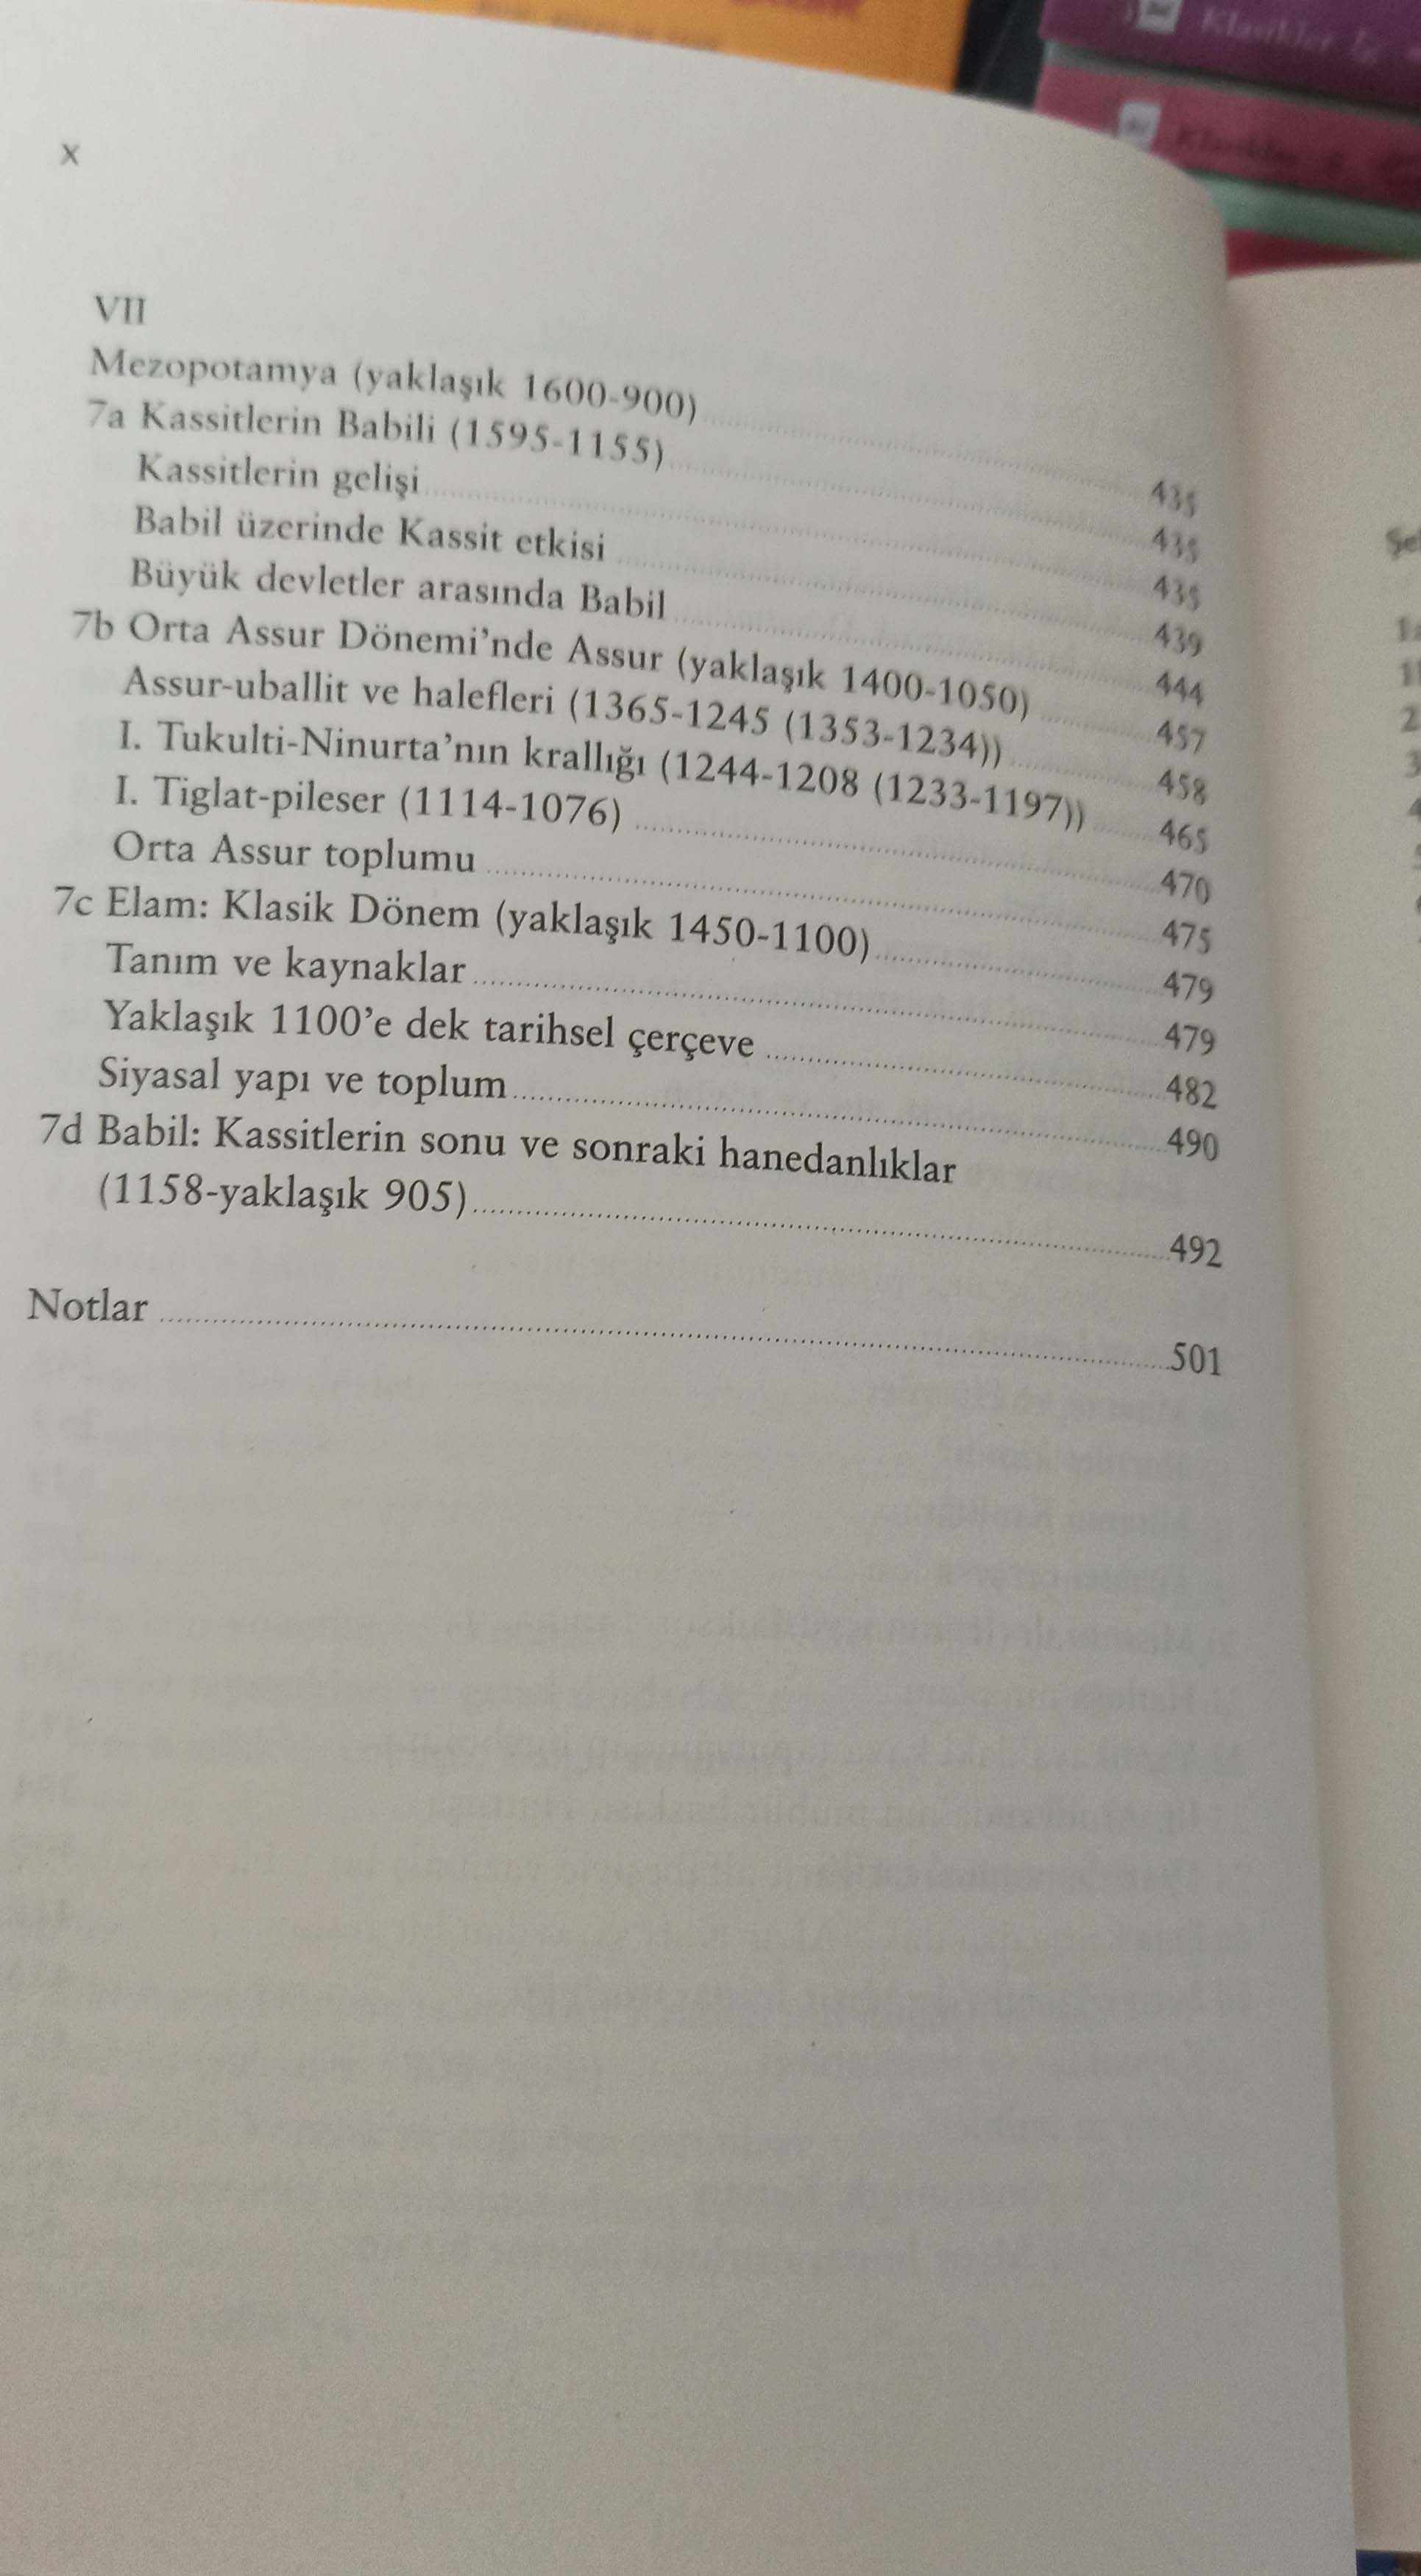 x
VII
Mezopotamya (yaklaşık 1600-900) 435
7a Kassitlerin Babili (1595-1155) 435
Kassitlerin gelişi 435
Babil üzerinde Kassit etkisi 439
Büyük devletler arasında Babil 444
7b Orta Assur Dönemi’nde Assur (yaklaşık 1400-1050) 457
Assur-uballit ve halefleri (1365-1245 (1353-1234)) 458
I. Tukulti-Ninurta’nın krallığı (1244-1208 (1233-1197)) 465
I. Tiglat-pileser (1114-1076) 470
Orta Assur toplumu 475
7c Elam: Klasik Dönem (yaklaşık 1450-1100) 479
Tanım ve kaynaklar 479
Yaklaşık 1100’e dek tarihsel çerçeve 482
Siyasal yapı ve toplum 490
7d Babil: Kassitlerin sonu ve sonraki hanedanlıklar
(1158-yaklaşık 905) 492
Notlar 501
Klasikler
Klasikler